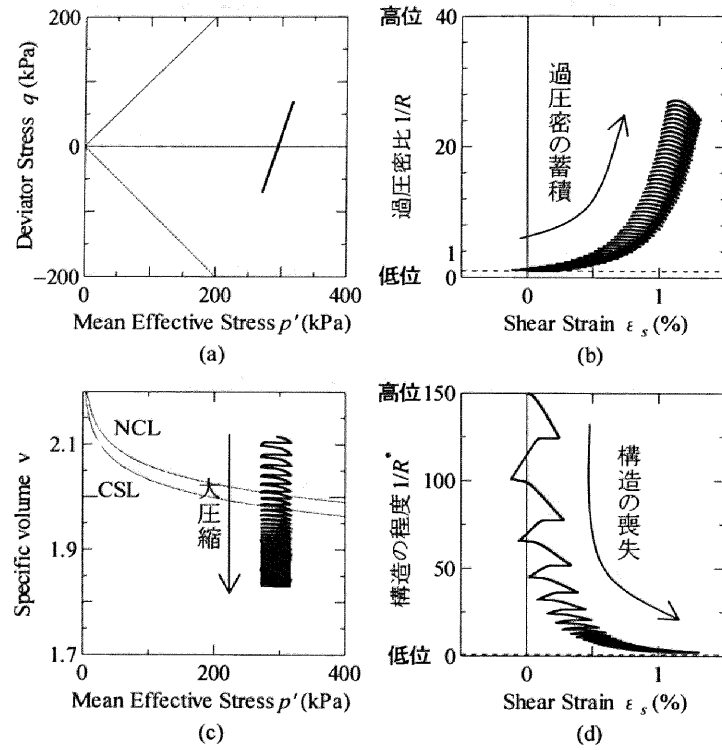 200
100
0
-100
-200
Deviator Stress q (kPa)
0
200
400
Mean Effective Stress p'(kPa)
(a)
高位
40
20
1
0
低位
過圧密比 1/R
過圧密の蓄積
0
1
Shear Strain ε s (%)
(b)
2.1
1.9
1.7
Specific volume v
NCL
CSL
大圧縮
0
100
200
300
400
Mean Effective Stress p'(kPa)
(c)
高位
150
100
50
0
低位
構造の程度 1/R*
構造の喪失
0
1
Shear Strain ε s (%)
(d)